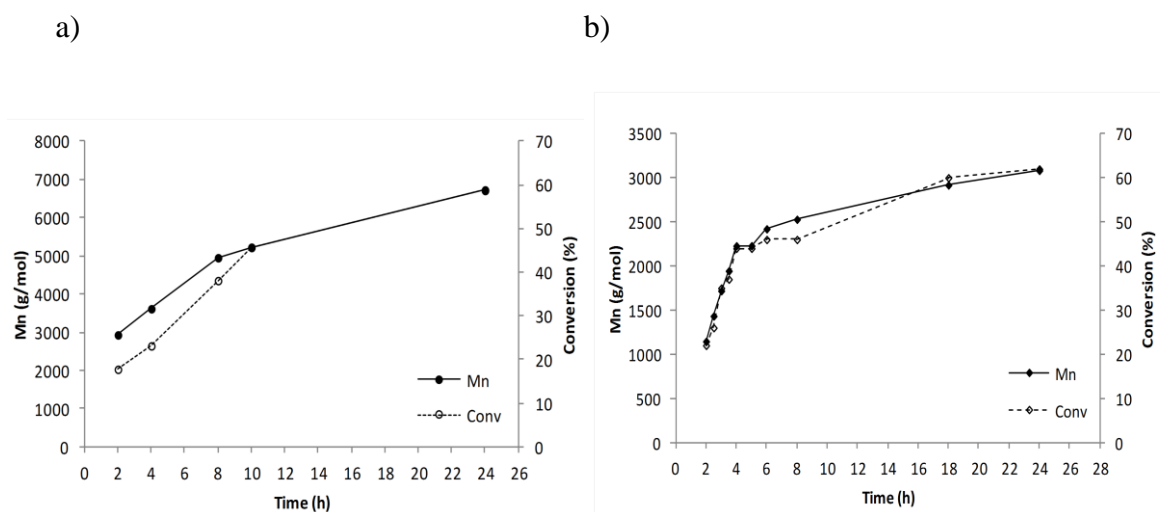 a)
b)
8000
7000
6000
5000
4000
3000
2000
1000
0
Mn (g/mol)
70
60
50
40
30
20
10
0
Conversion (%)
Mn
Conv
0 2 4 6 8 10 12 14 16 18 20 22 24 26
Time (h)
3500
3000
2500
2000
1500
1000
500
0
Mn (g/mol)
70
60
50
40
30
20
10
0
Conversion (%)
Mn
Conv
0 2 4 6 8 10 12 14 16 18 20 22 24 26 28
Time (h)